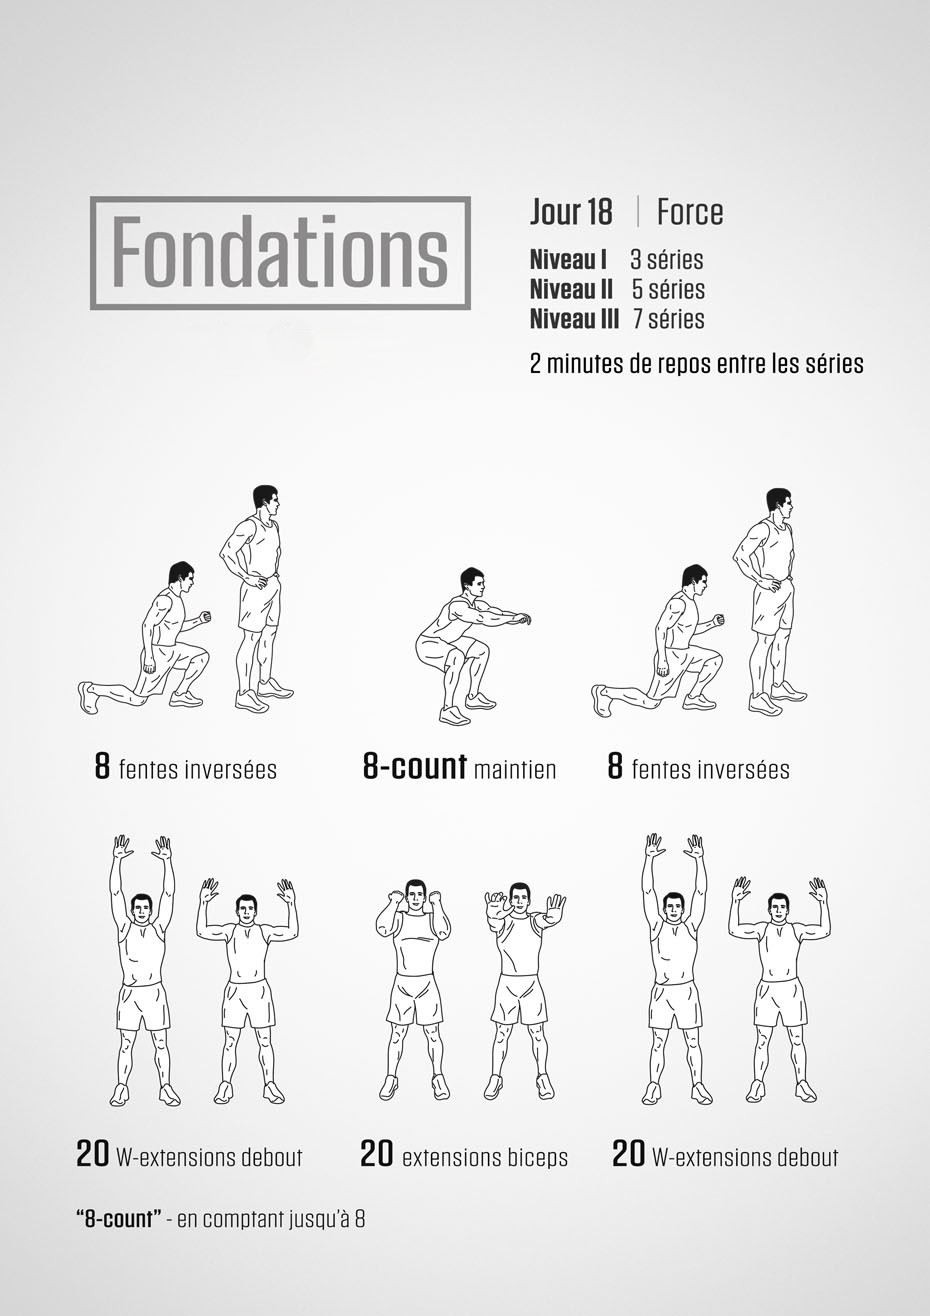 Fondations
Jour 18 | Force
Niveau I 3 séries
Niveau II 5 séries
Niveau III 7 séries
2 minutes de repos entre les séries
8 fentes inversées
8-count maintien
8 fentes inversées
20 W-extensions debout
20 extensions biceps
20 W-extensions debout
“8-count” - en comptant jusqu'à 8